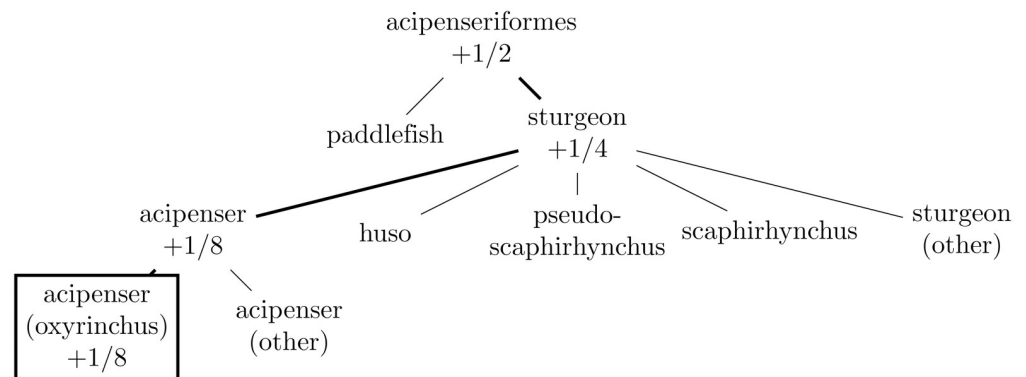 acipenseriformes
+1/2
paddlefish
sturgeon
+1/4
acipenser
+1/8
huso
pseudo-
scaphirhynchus
scaphirhynchus
sturgeon
(other)
acipenser
(oxyrinchus)
+1/8
acipenser
(other)